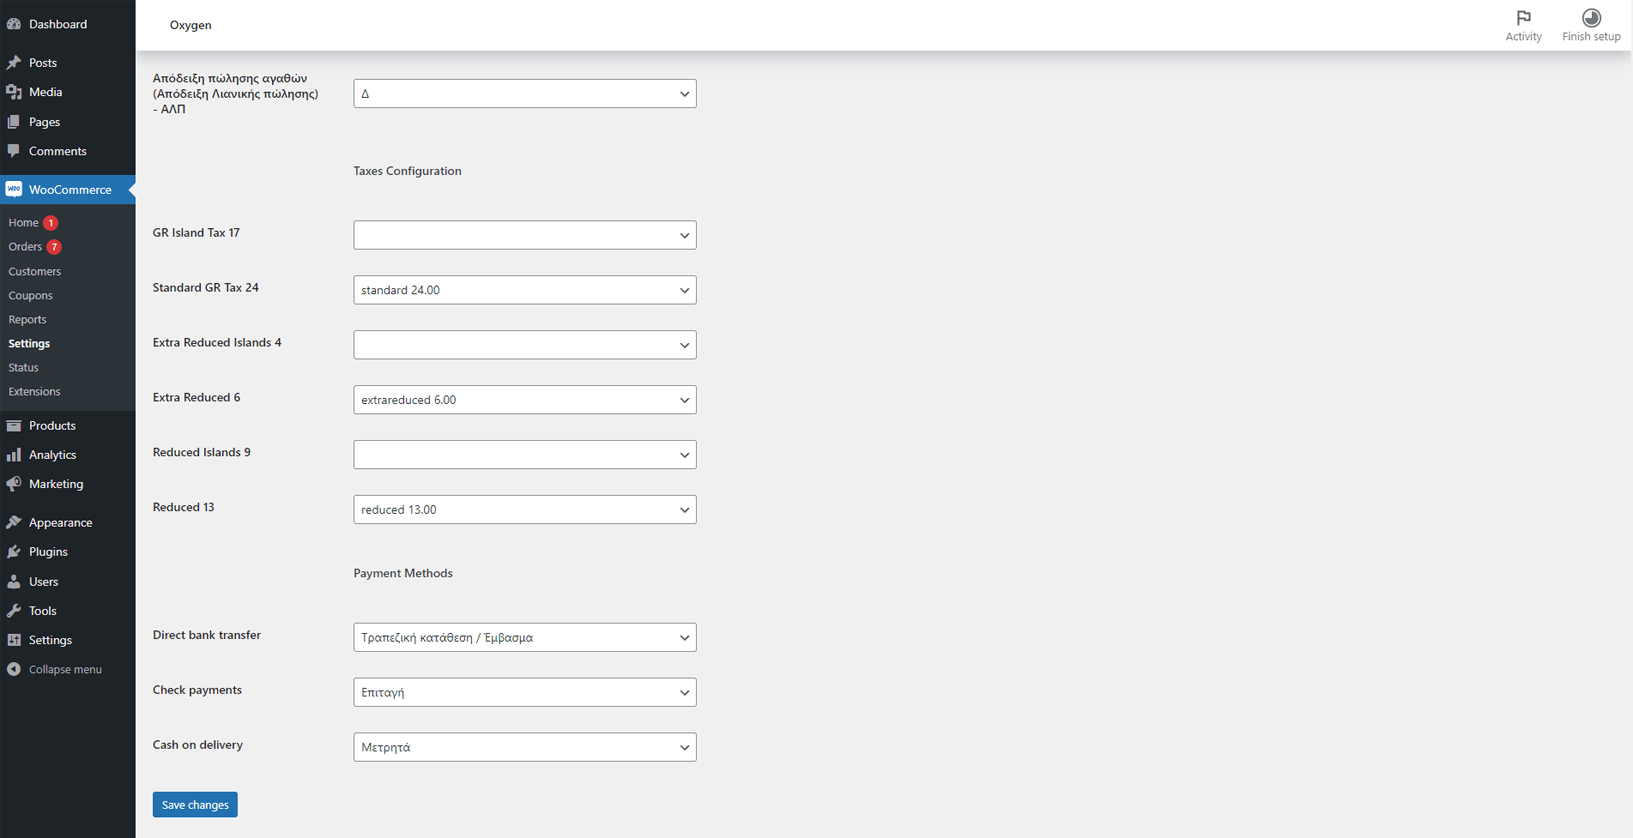 Dashboard
Posts
Media
Pages
Comments
WooCommerce
Home 1
Orders 7
Customers
Coupons
Reports
Settings
Status
Extensions
Products
Analytics
Marketing
Appearance
Plugins
Users
Tools
Settings
Collapse menu
Oxygen
Activity
Finish setup
Απόδειξη πώλησης αγαθών
(Απόδειξη Λιανικής πώλησης)
- ΑΛΠ
Δ
Taxes Configuration
GR Island Tax 17
Standard GR Tax 24
standard 24.00
Extra Reduced Islands 4
Extra Reduced 6
extrareduced 6.00
Reduced Islands 9
Reduced 13
reduced 13.00
Payment Methods
Direct bank transfer
Τραπεζική κατάθεση / Έμβασμα
Check payments
Επιταγή
Cash on delivery
Μετρητά
Save changes